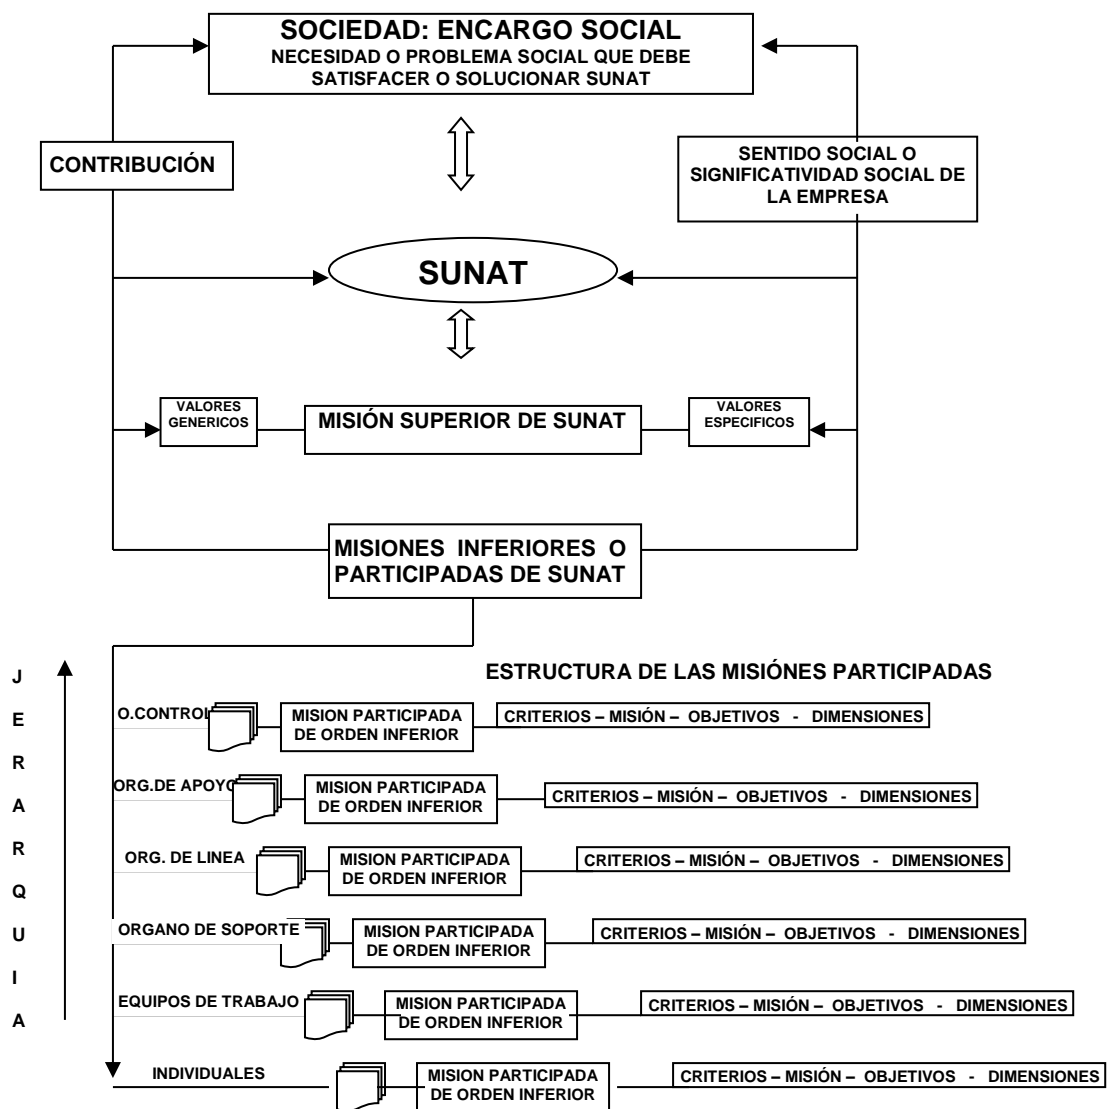 SOCIEDAD: ENCARGO SOCIAL
NECESIDAD O PROBLEMA SOCIAL QUE DEBE
SATISFACER O SOLUCIONAR SUNAT
CONTRIBUCIÓN
SENTIDO SOCIAL O
SIGNIFICATIVIDAD SOCIAL DE
LA EMPRESA
SUNAT
VALORES
GENERICOS
MISIÓN SUPERIOR DE SUNAT
VALORES
ESPECIFICOS
MISIONES INFERIORES O
PARTICIPADAS DE SUNAT
J
E
R
A
R
Q
U
I
A
ESTRUCTURA DE LAS MISIÓNES PARTICIPADAS
O.CONTROL
MISION PARTICIPADA
DE ORDEN INFERIOR
CRITERIOS – MISIÓN – OBJETIVOS - DIMENSIONES
ORG.DE APOYO
MISION PARTICIPADA
DE ORDEN INFERIOR
CRITERIOS – MISIÓN – OBJETIVOS - DIMENSIONES
ORG. DE LINEA
MISION PARTICIPADA
DE ORDEN INFERIOR
CRITERIOS – MISIÓN – OBJETIVOS - DIMENSIONES
ORGANO DE SOPORTE
MISION PARTICIPADA
DE ORDEN INFERIOR
CRITERIOS – MISIÓN – OBJETIVOS - DIMENSIONES
EQUIPOS DE TRABAJO
MISION PARTICIPADA
DE ORDEN INFERIOR
CRITERIOS – MISIÓN – OBJETIVOS - DIMENSIONES
INDIVIDUALES
MISION PARTICIPADA
DE ORDEN INFERIOR
CRITERIOS – MISIÓN – OBJETIVOS - DIMENSIONES